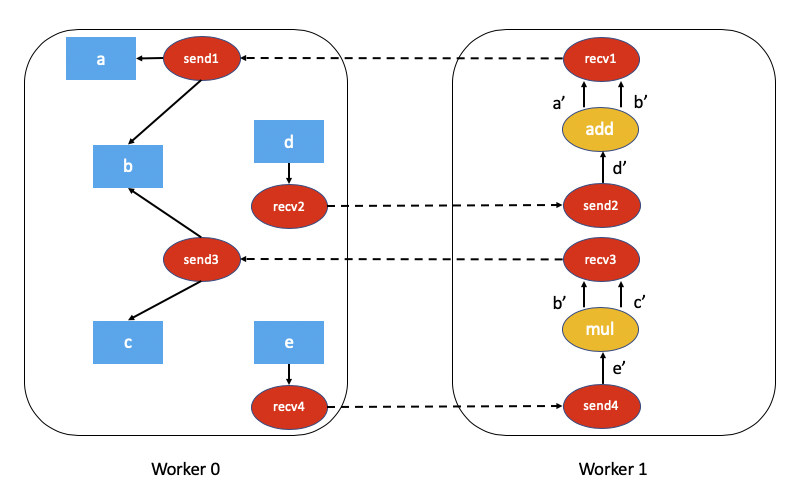 a
send1
recv1
a’
b’
add
b
d
d’
recv2
send2
send3
recv3
b’
c’
c
e
mul
e’
recv4
send4
Worker 0
Worker 1